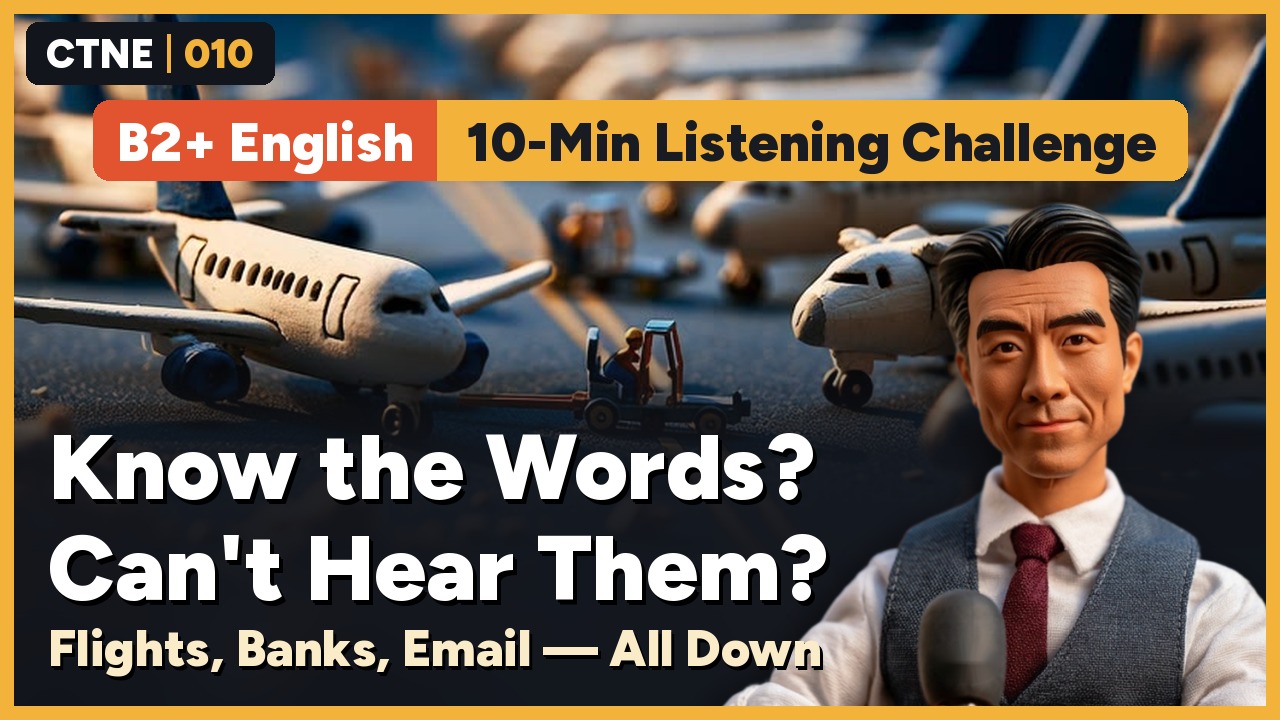 CTNE | 010
B2+ English 10-Min Listening Challenge
Know the Words?
Can't Hear Them?
Flights, Banks, Email — All Down